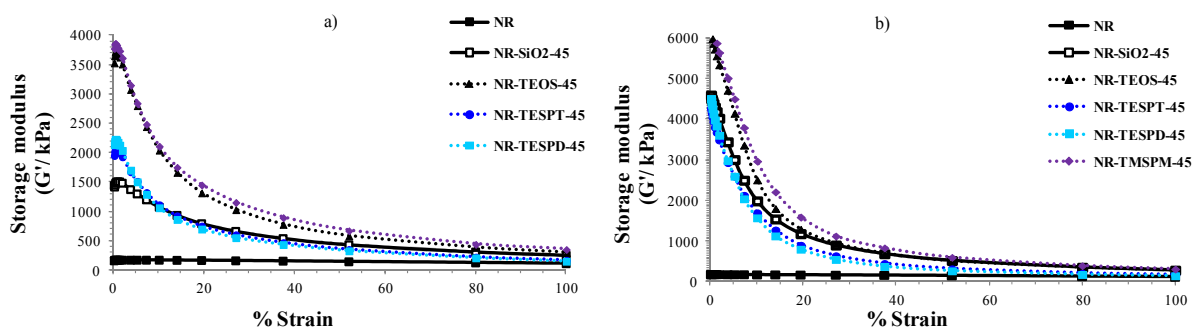 a)
Storage modulus
(G'/ kPa)
4000
3500
3000
2500
2000
1500
1000
500
0
0
20
40
60
80
100
% Strain
NR
NR-SiO2-45
NR-TEOS-45
NR-TESPT-45
NR-TESPD-45
b)
Storage modulus
(G'/ kPa)
6000
5000
4000
3000
2000
1000
0
0
20
40
60
80
100
% Strain
NR
NR-SiO2-45
NR-TEOS-45
NR-TESPT-45
NR-TESPD-45
NR-TMSPM-45